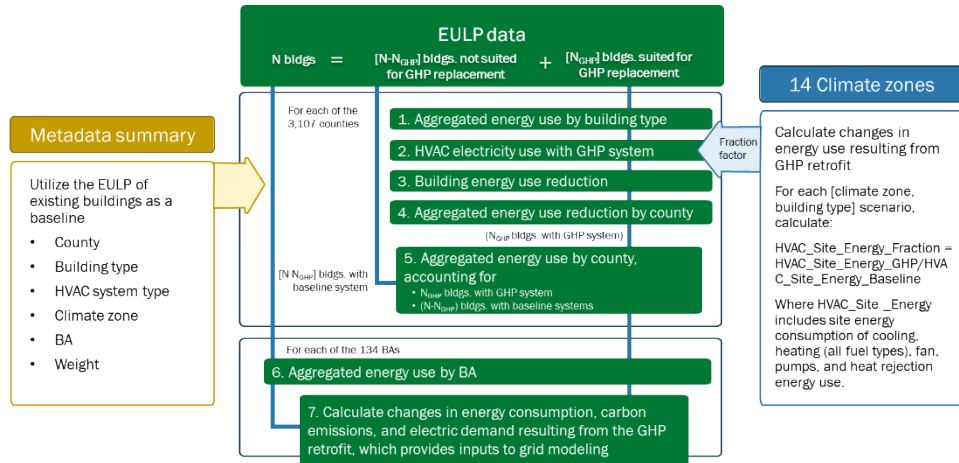 EULP data
N bldgs = [N-NGHP] bldgs. not suited + [NGHP] bldgs. suited for
for GHP replacement GHP replacement
Metadata summary
Utilize the EULP of
existing buildings as a
baseline
• County
• Building type
• HVAC system type
• Climate zone
• BA
• Weight
For each of the
3,107 counties
1. Aggregated energy use by building type
2. HVAC electricity use with GHP system
3. Building energy use reduction
4. Aggregated energy use reduction by county
(NGHP bldgs. with GHP system)
[N-NGHP] bldgs. with
baseline system
5. Aggregated energy use by county,
accounting for
• NGHP bldgs. with GHP system
• (N-NGHP) bldgs. with baseline systems
For each of the 134 BAs
6. Aggregated energy use by BA
7. Calculate changes in energy consumption, carbon
emissions, and electric demand resulting from the GHP
retrofit, which provides inputs to grid modeling
Fraction
factor
14 Climate zones
Calculate changes in
energy use resulting from
GHP retrofit
For each [climate zone,
building type] scenario,
calculate:
HVAC_Site_Energy_Fraction =
HVAC_Site_Energy_GHP/HVA
C_Site_Energy_Baseline
Where HVAC_Site _Energy
includes site energy
consumption of cooling,
heating (all fuel types), fan,
pumps, and heat rejection
energy use.